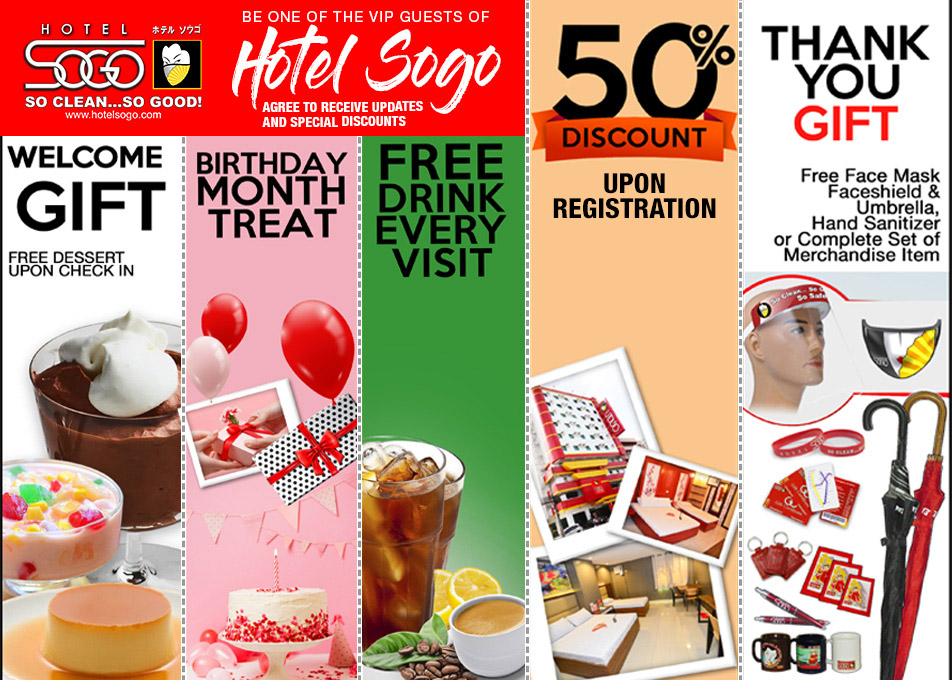 HOTEL
ホテル ソウゴ
SOGO
SO CLEAN...SO GOOD!
www.hotelsogo.com
BE ONE OF THE VIP GUESTS OF
Hotel Sogo
AGREE TO RECEIVE UPDATES
AND SPECIAL DISCOUNTS
WELCOME
GIFT
FREE DESSERT
UPON CHECK IN
BIRTHDAY
MONTH
TREAT
FREE
DRINK
EVERY
VISIT
50%
DISCOUNT
UPON
REGISTRATION
THANK
YOU
GIFT
Free Face Mask
Faceshield &
Umbrella,
Hand Sanitizer
or Complete Set of
Merchandise Item
So Clean... So
So Safe